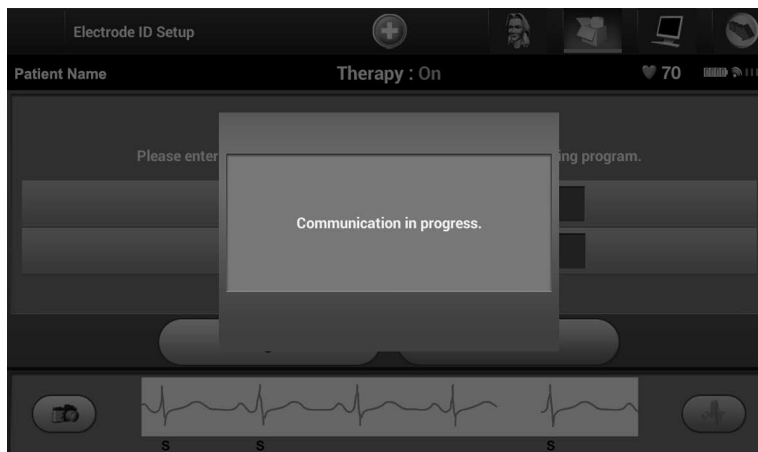 Electrode ID Setup
Patient Name
Therapy : On
70
Please enter
ing program.
Communication in progress.
S
S
S